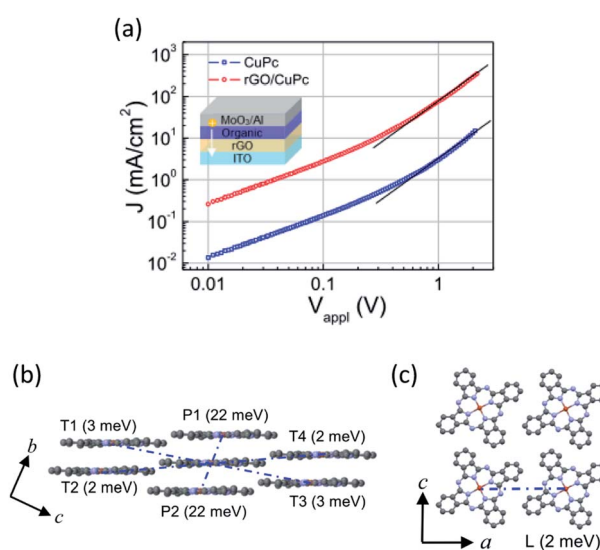 (a)
J (mA/cm²)
10³
10²
10¹
10⁰
10⁻¹
10⁻²
CuPc
rGO/CuPc
MoO₃/Al
Organic
rGO
ITO
0.01 0.1 1
V_appl (V)
(b)
T1 (3 meV) P1 (22 meV)
T4 (2 meV)
T2 (2 meV)
P2 (22 meV) T3 (3 meV)
b
c
(c)
c
a L (2 meV)